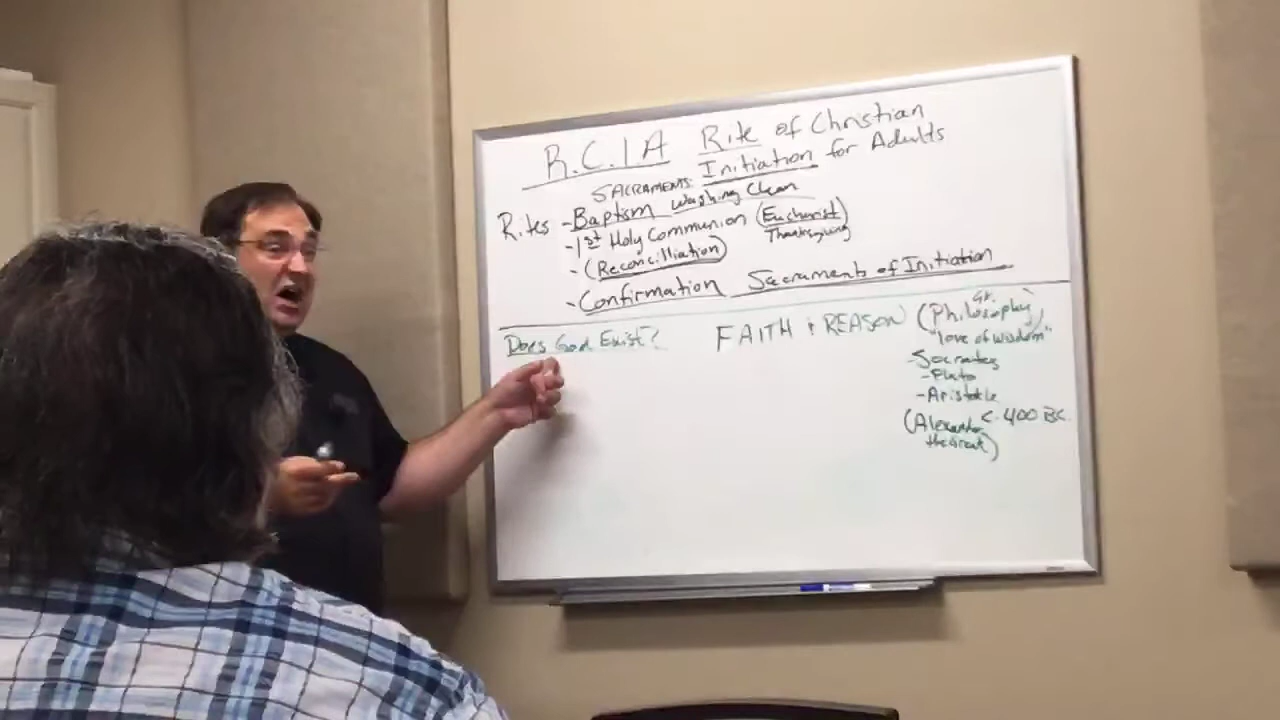 R.C.I.A Rite of Christian
Initiation for Adults
SACRAMENTS:
Rites - Baptism Washing Clean
- 1st Holy Communion (Eucharist)
Thanksgiving
- (Reconcilliation)
- Confirmation Sacraments of Initiation
Does God Exist?
FAITH & REASON (Philosophy)
Gk.
"love of wisdom"
- Socrates
- Plato
- Aristotle
C. 400 BC.
(Alexander
the Great)